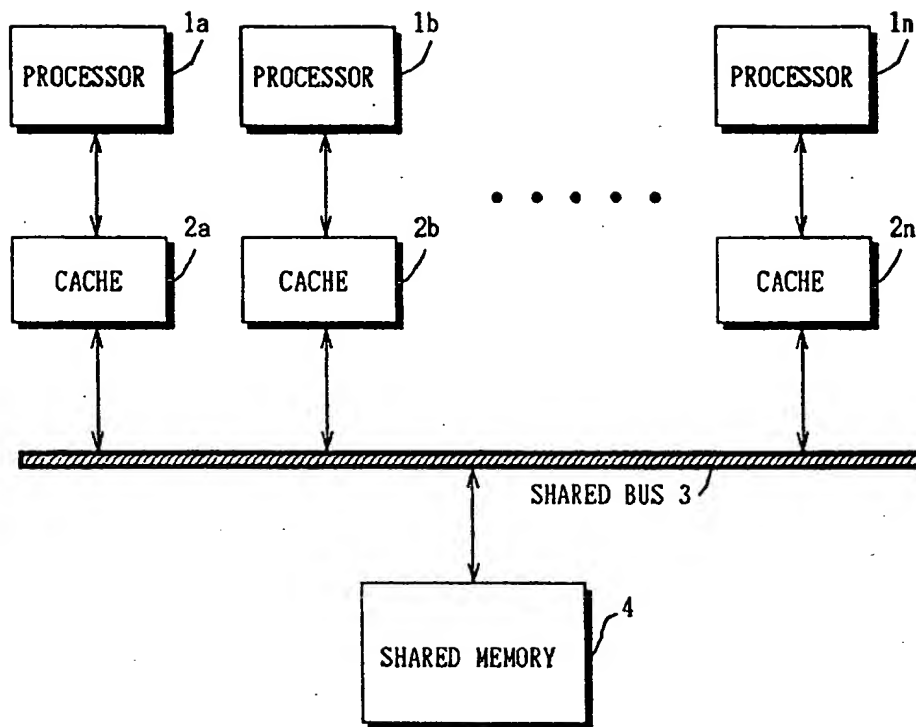 1a
1b
1n
PROCESSOR
PROCESSOR
PROCESSOR
2a
2b
2n
CACHE
CACHE
CACHE
SHARED BUS 3
4
SHARED MEMORY